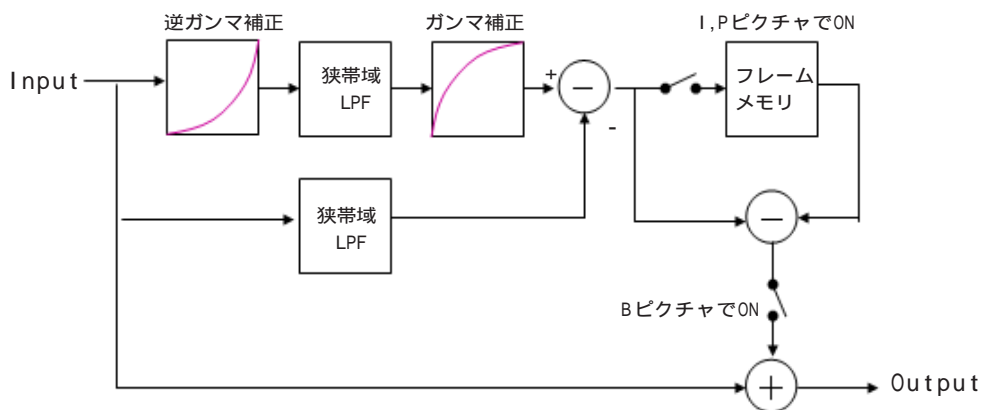 逆ガンマ補正
ガンマ補正
I,PピクチャでON
Input
狭帯域
LPF
+
−
-
フレーム
メモリ
狭帯域
LPF
−
BピクチャでON
+
Output